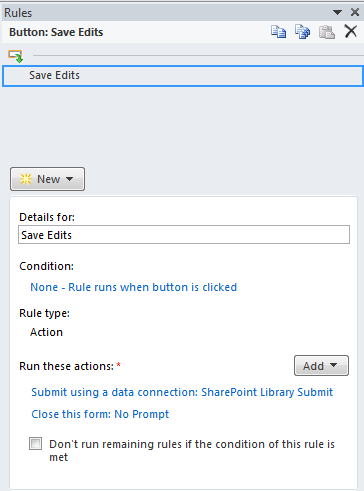 Rules
Button: Save Edits
Save Edits
New
Details for:
Save Edits
Condition:
None - Rule runs when button is clicked
Rule type:
Action
Run these actions: *
Add
Submit using a data connection: SharePoint Library Submit
Close this form: No Prompt
Don't run remaining rules if the condition of this rule is
met